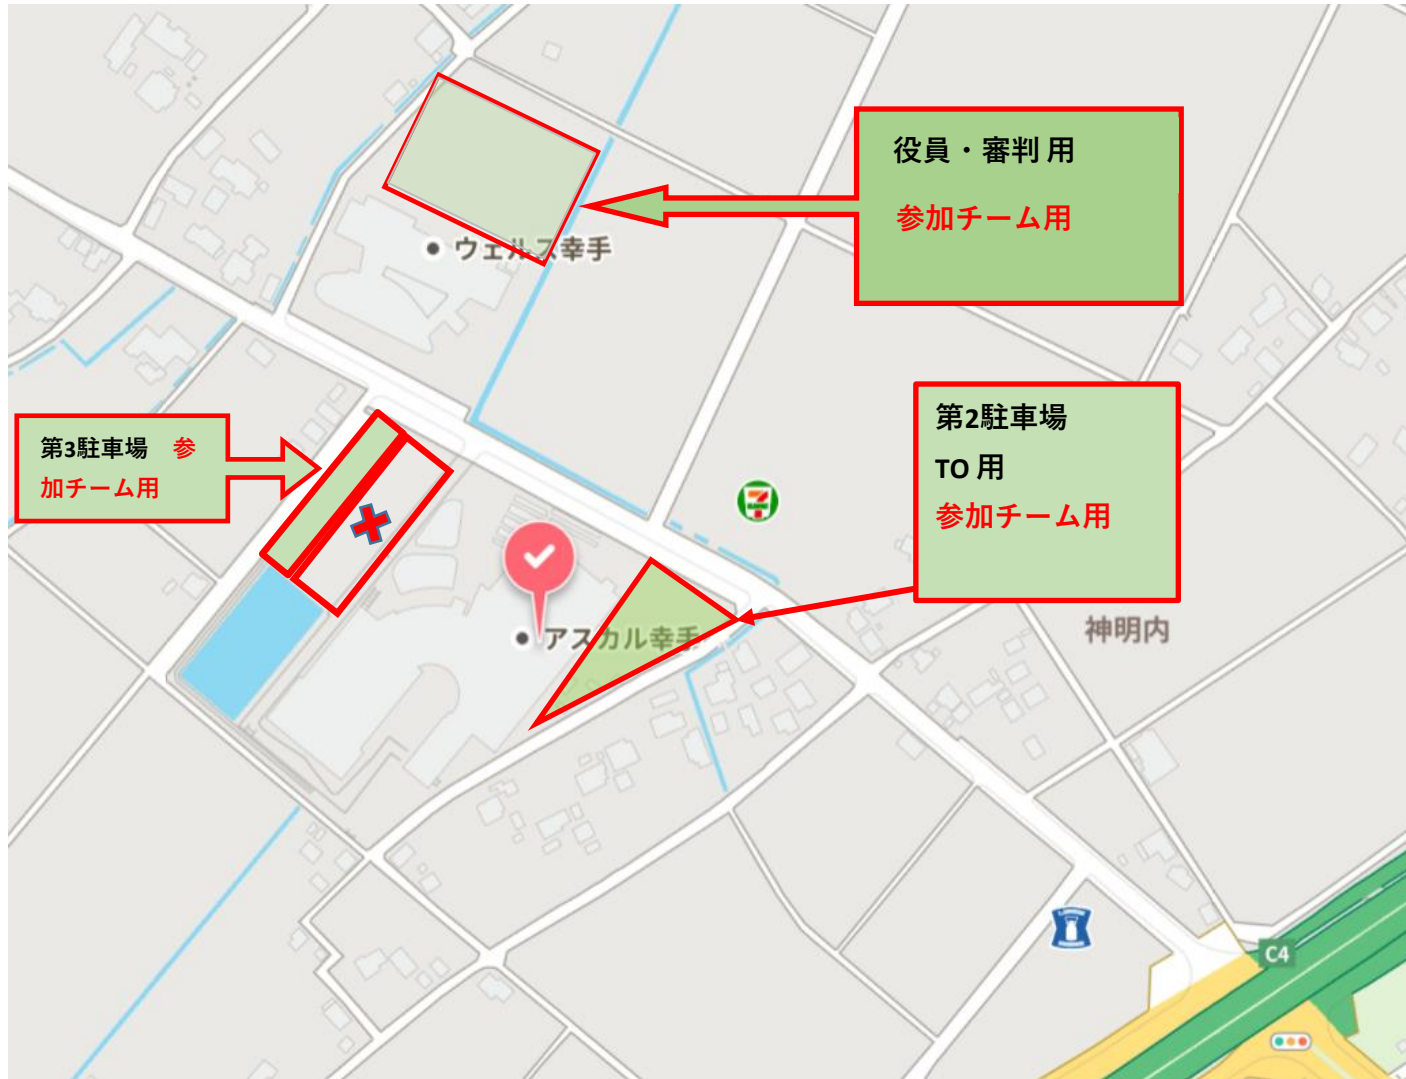 役員・審判 用
参加チーム用
ウェルス幸手
第2駐車場
TO 用
参加チーム用
第3駐車場 参
加チーム用
アスカル幸手
神明内
C4